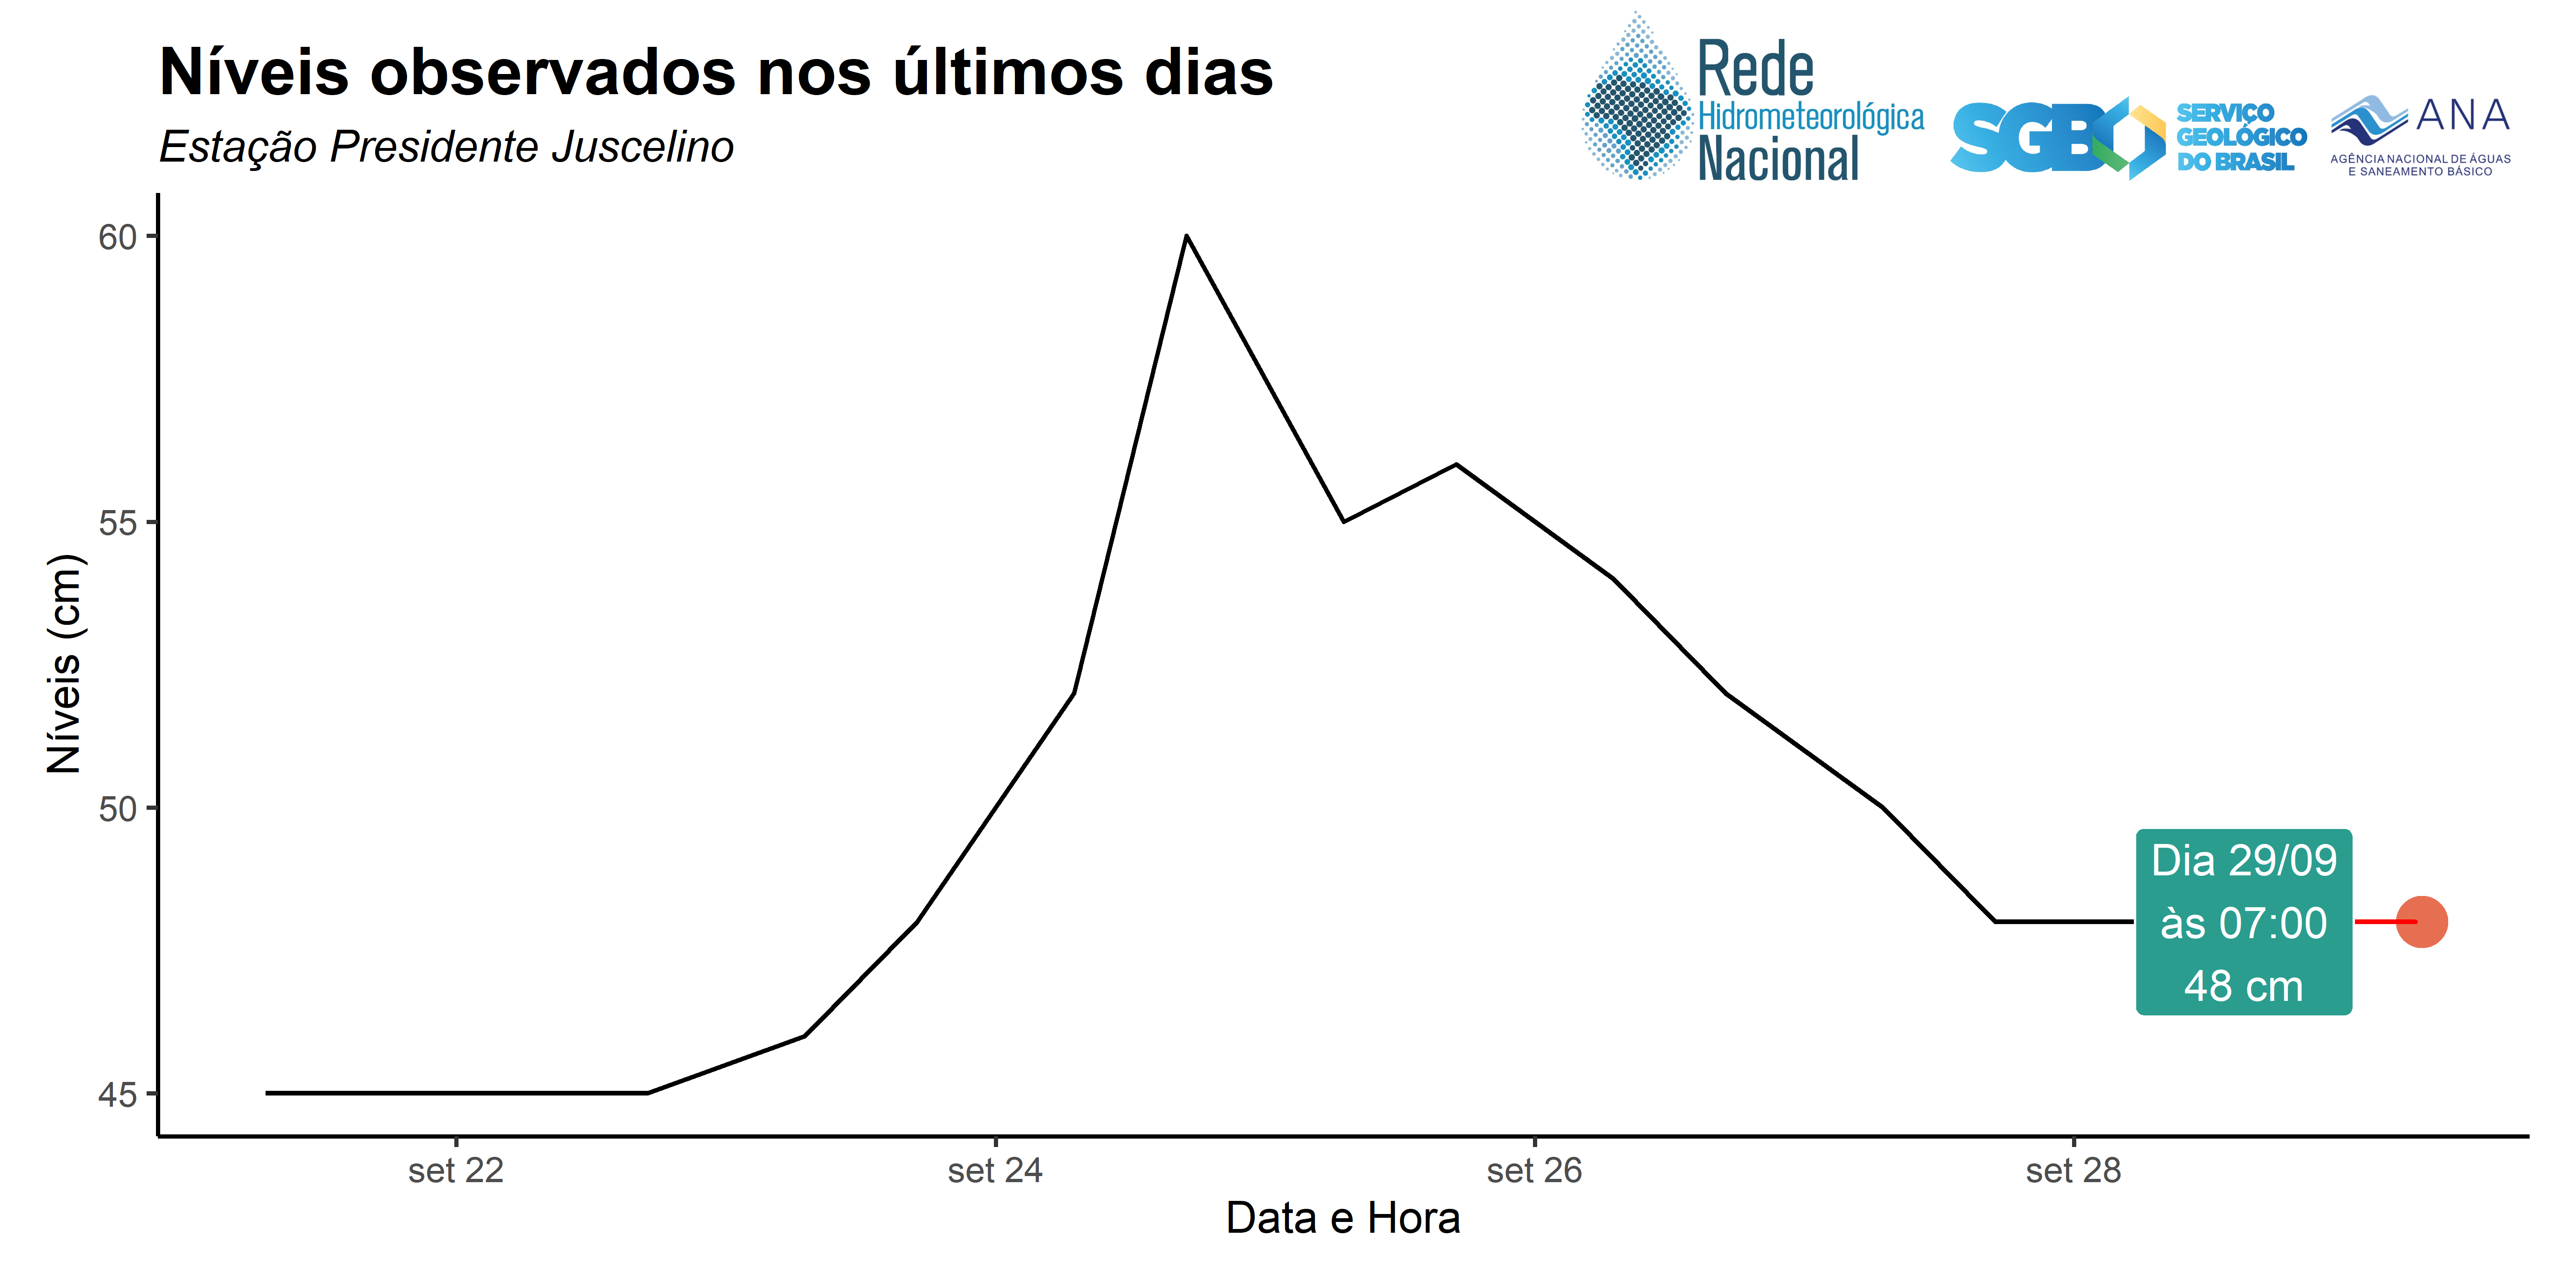 Níveis observados nos últimos dias
Estação Presidente Juscelino
Rede
Hidrometeorológica
Nacional
SGB
SERVIÇO
GEOLÓGICO
DO BRASIL
ANA
AGÊNCIA NACIONAL DE ÁGUAS
E SANEAMENTO BÁSICO
Níveis (cm)
60
55
50
45
Dia 29/09
às 07:00
48 cm
set 22
set 24
set 26
set 28
Data e Hora